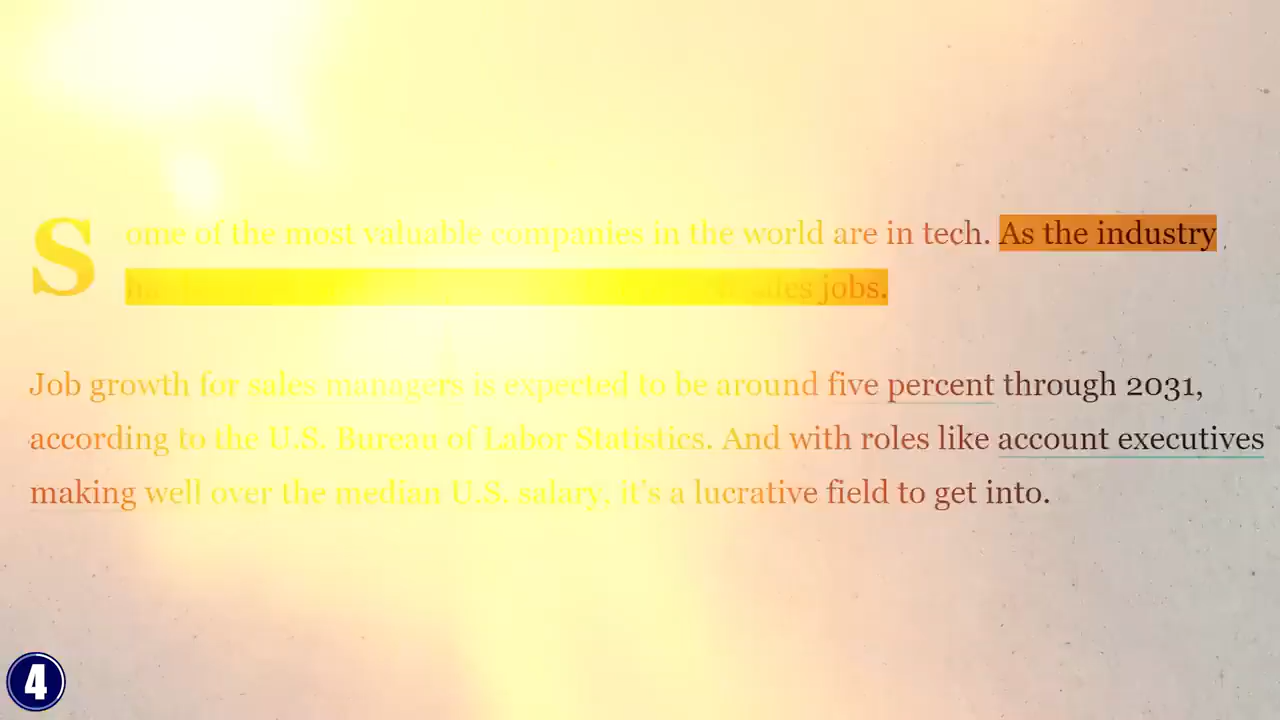 Some of the most valuable companies in the world are in tech. As the industry
sales jobs.
Job growth for sales managers is expected to be around five percent through 2031,
according to the U.S. Bureau of Labor Statistics. And with roles like account executives
making well over the median U.S. salary, it's a lucrative field to get into.
4